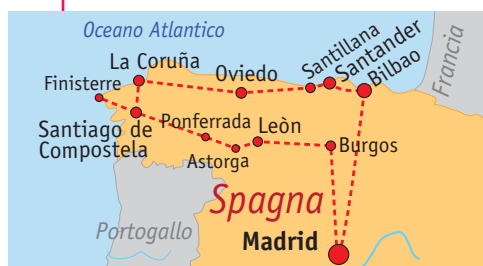 Oceano Atlantico
Francia
La Coruña
Oviedo
Santillana
Santander
Bilbao
Finisterre
Santiago de
Compostela
Ponferrada
Leòn
Astorga
Burgos
Spagna
Portogallo
Madrid